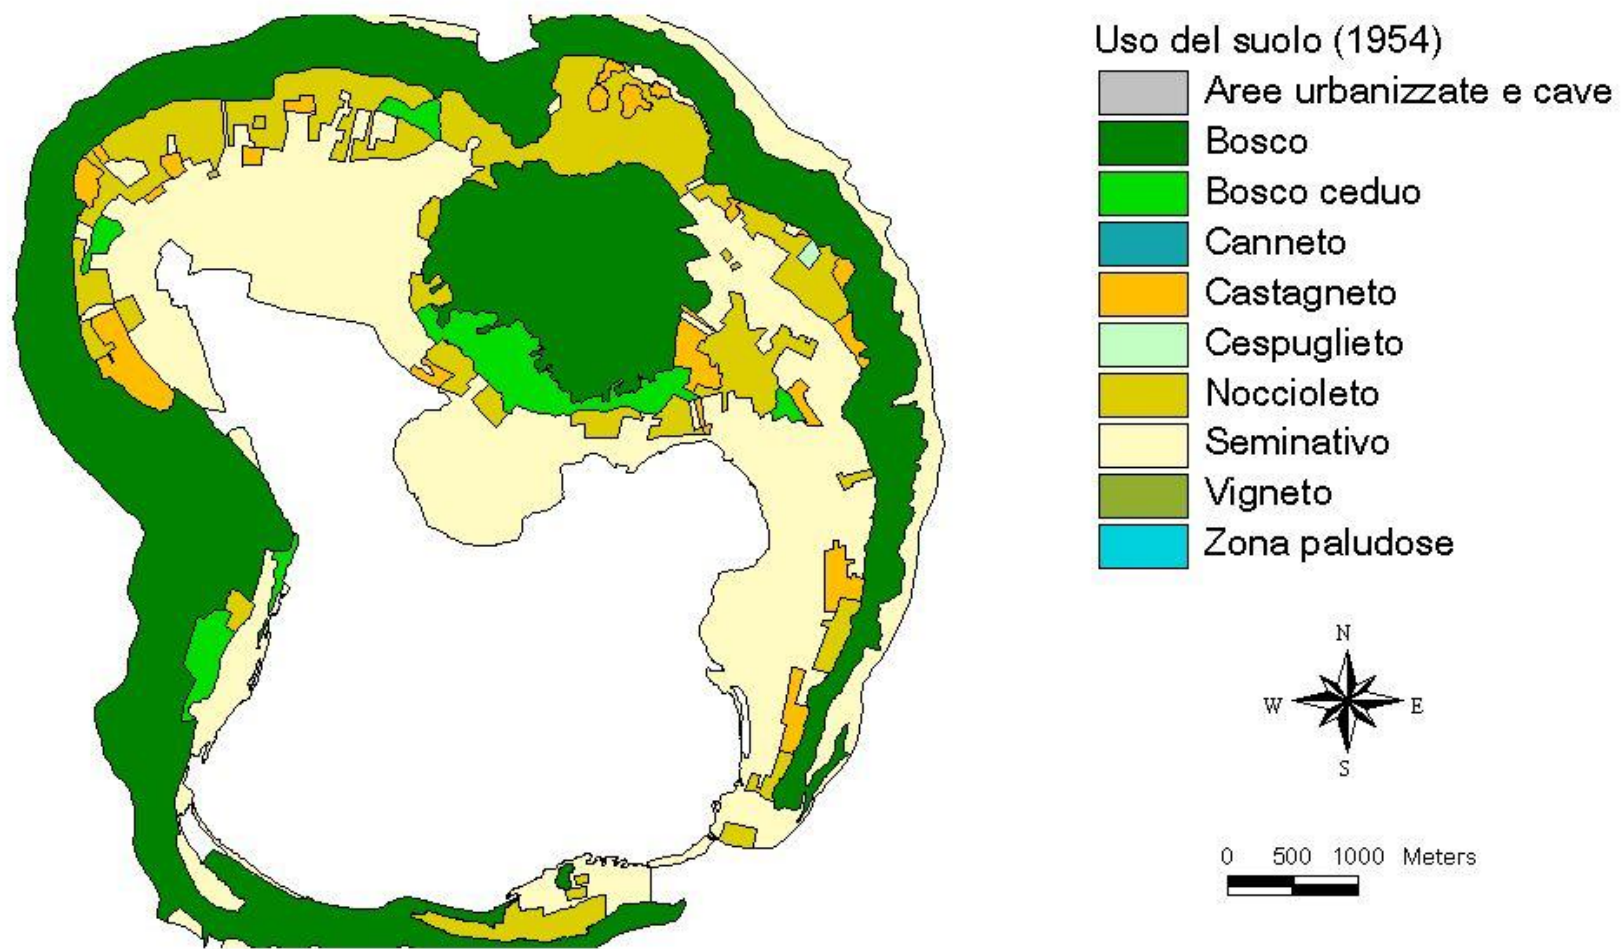 Uso del suolo (1954)
Aree urbanizzate e cave
Bosco
Bosco ceduo
Canneto
Castagneto
Cespuglieto
Noccioleto
Seminativo
Vigneto
Zona paludose
N
W E
S
0 500 1000 Meters